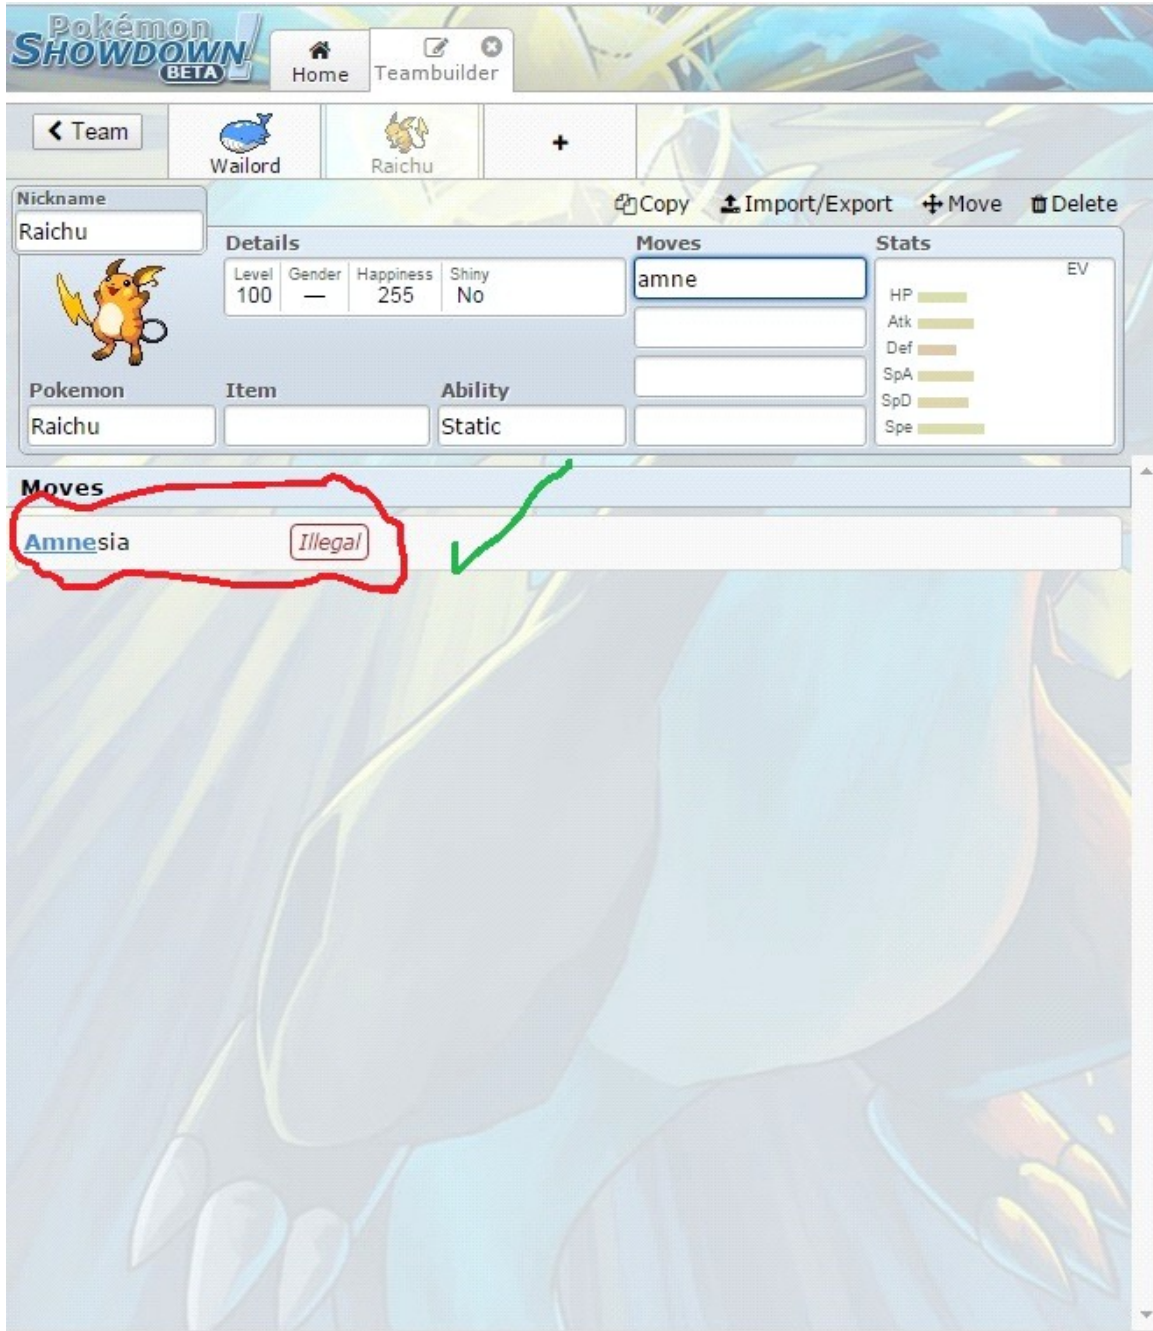 Pokémon
SHOWDOWN!
BETA
Home
Teambuilder
Team
Wailord
Raichu
+
Nickname
Raichu
Copy
Import/Export
Move
Delete
Details
Level Gender Happiness Shiny
100 — 255 No
Moves
amne
Stats
EV
HP
Atk
Def
SpA
SpD
Spe
Pokemon
Raichu
Item
Ability
Static
Moves
Amnesia Illegal